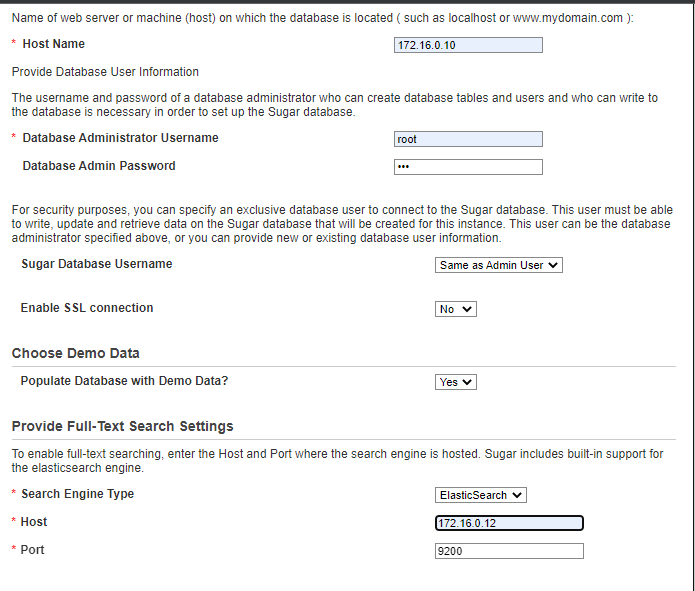 Name of web server or machine (host) on which the database is located ( such as localhost or www.mydomain.com ):
* Host Name 172.16.0.10
Provide Database User Information
The username and password of a database administrator who can create database tables and users and who can write to
the database is necessary in order to set up the Sugar database.
* Database Administrator Username root
Database Admin Password •••
For security purposes, you can specify an exclusive database user to connect to the Sugar database. This user must be able
to write, update and retrieve data on the Sugar database that will be created for this instance. This user can be the database
administrator specified above, or you can provide new or existing database user information.
Sugar Database Username Same as Admin User
Enable SSL connection No
Choose Demo Data
Populate Database with Demo Data? Yes
Provide Full-Text Search Settings
To enable full-text searching, enter the Host and Port where the search engine is hosted. Sugar includes built-in support for
the elasticsearch engine.
* Search Engine Type ElasticSearch
* Host 172.16.0.12
* Port 9200